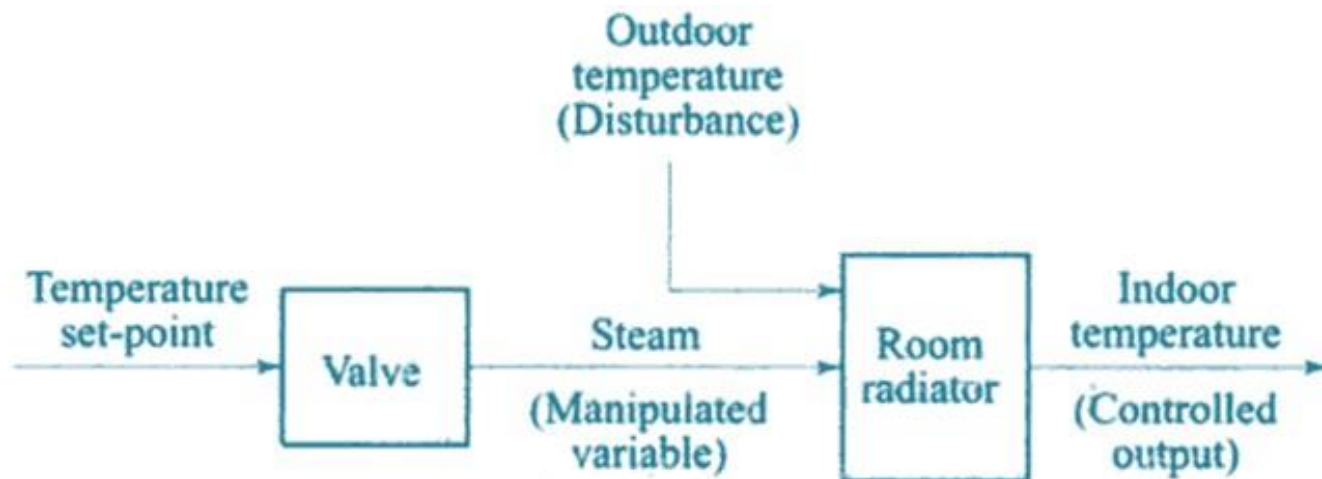 Outdoor
temperature
(Disturbance)
Temperature
set-point
Valve
Steam
(Manipulated
variable)
Room
radiator
Indoor
temperature
(Controlled
output)